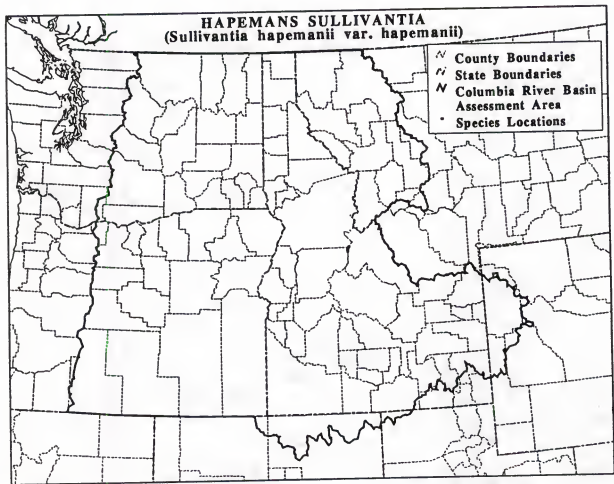 HAPEMANS SULLIVANTIA
(Sullivantia hapemanii var. hapemanii)
County Boundaries
State Boundaries
Columbia River Basin
Assessment Area
Species Locations